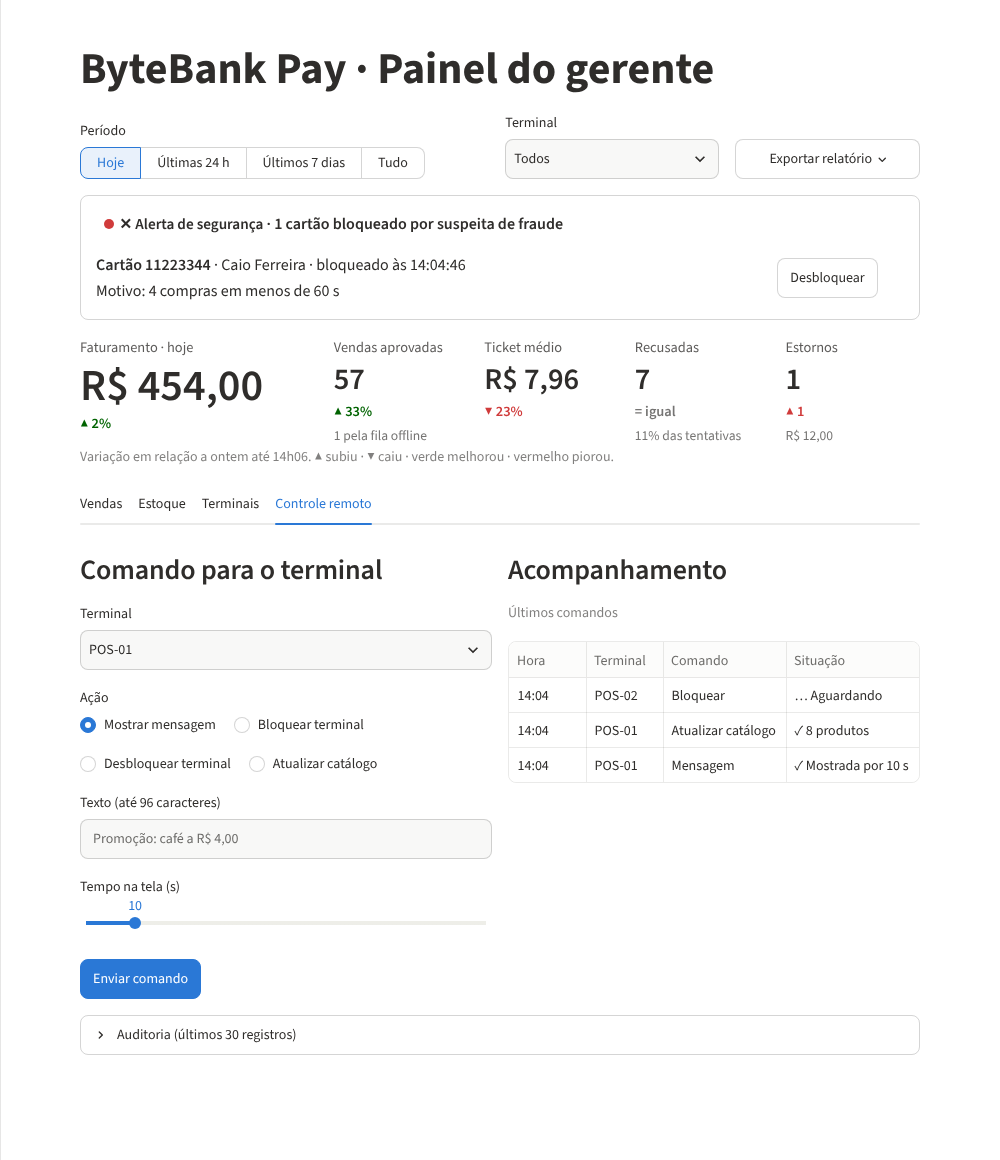 ByteBank Pay · Painel do gerente
Período
Terminal
Hoje Últimas 24 h Últimos 7 dias Tudo
Todos
Exportar relatório
✕ Alerta de segurança · 1 cartão bloqueado por suspeita de fraude
Cartão 11223344 · Caio Ferreira · bloqueado às 14:04:46
Motivo: 4 compras em menos de 60 s
Desbloquear
Faturamento · hoje
R$ 454,00
▲ 2%
Vendas aprovadas
57
▲ 33%
1 pela fila offline
Ticket médio
R$ 7,96
▼ 23%
Recusadas
7
= igual
11% das tentativas
Estornos
1
▲ 1
R$ 12,00
Variação em relação a ontem até 14h06. ▲ subiu · ▼ caiu · verde melhorou · vermelho piorou.
Vendas Estoque Terminais Controle remoto
Comando para o terminal
Terminal
POS-01
Ação
Mostrar mensagem Bloquear terminal
Desbloquear terminal Atualizar catálogo
Texto (até 96 caracteres)
Promoção: café a R$ 4,00
Tempo na tela (s)
10
Enviar comando
Acompanhamento
Últimos comandos
Hora Terminal Comando Situação
14:04 POS-02 Bloquear … Aguardando
14:04 POS-01 Atualizar catálogo ✓ 8 produtos
14:04 POS-01 Mensagem ✓ Mostrada por 10 s
Auditoria (últimos 30 registros)